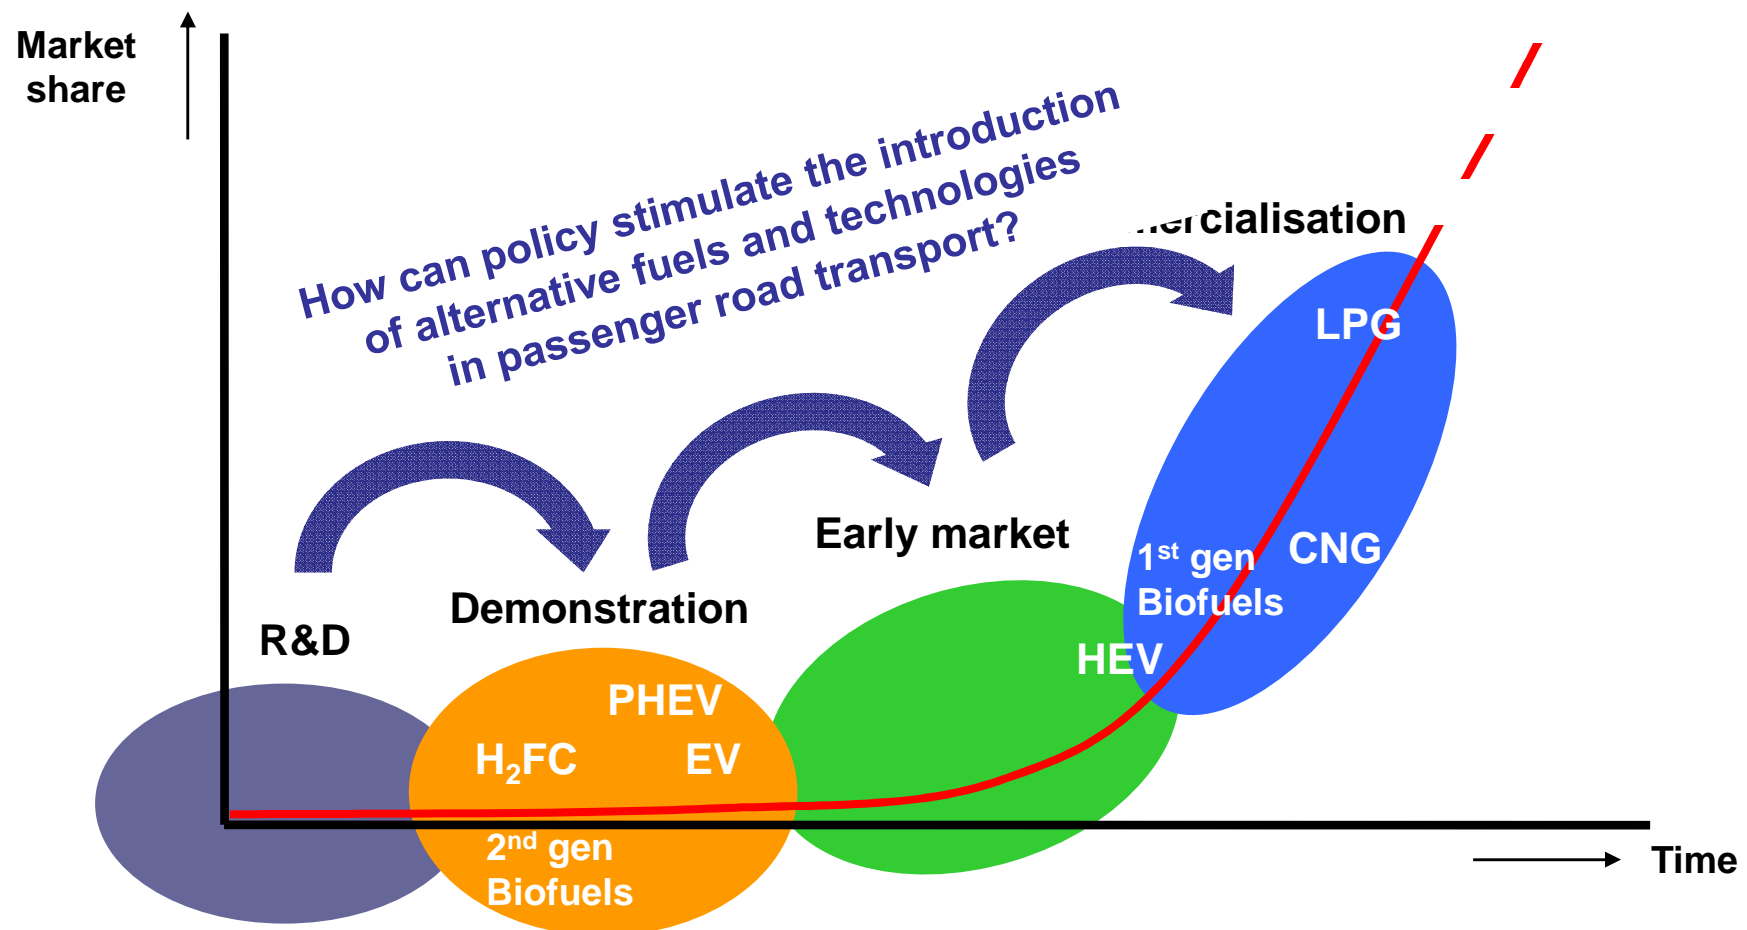 Market
share
How can policy stimulate the introduction
of alternative fuels and technologies
in passenger road transport?
LPG
Early market
1st gen
Biofuels
CNG
Demonstration
R&D
HEV
PHEV
H₂FC
EV
2nd gen
Biofuels
Time